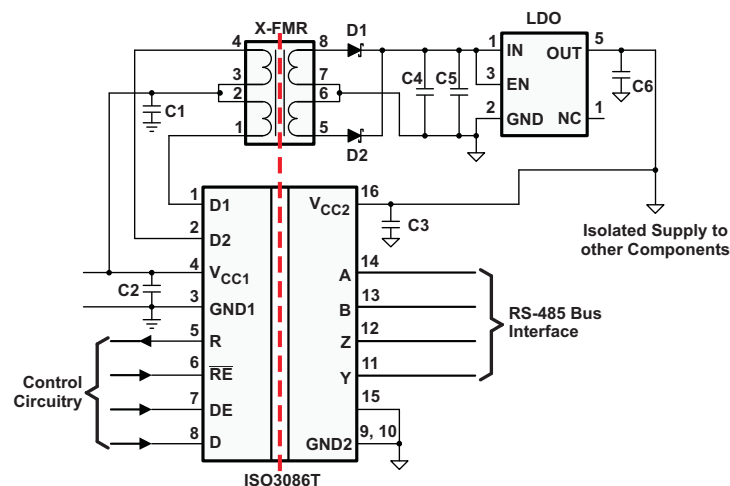 X-FMR
D1
LDO
4
8
3
7
2
6
1
5
C1
D2
C4
C5
1
IN
OUT
5
3
EN
2
GND
NC
1
C6
1
D1
2
D2
4
VCC1
3
GND1
C2
5
R
6
RE
7
DE
8
D
Control
Circuitry
VCC2
16
C3
A
14
B
13
Z
12
Y
11
15
9, 10
GND2
Isolated Supply to
other Components
RS-485 Bus
Interface
ISO3086T